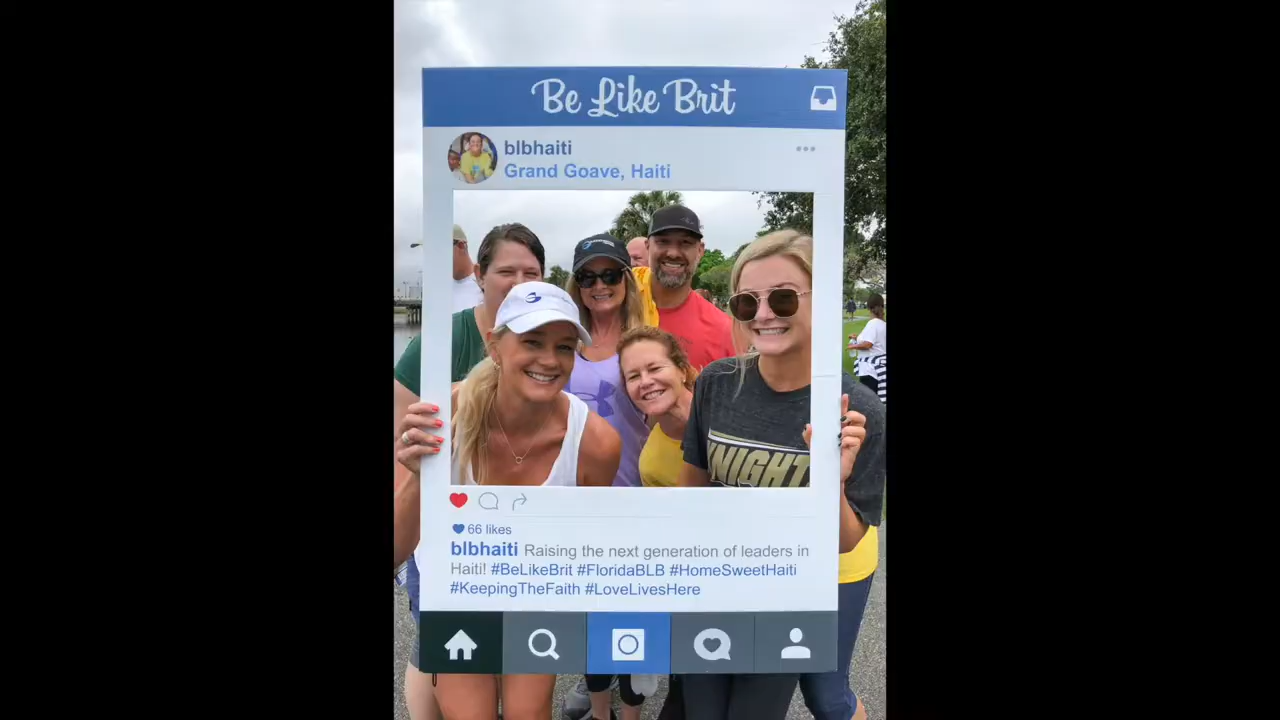 Be Like Brit
blbhaiti
Grand Goave, Haiti
KNIGHT
66 likes
blbhaiti Raising the next generation of leaders in
Haiti! #BeLikeBrit #FloridaBLB #HomeSweetHaiti
#KeepingTheFaith #LoveLivesHere